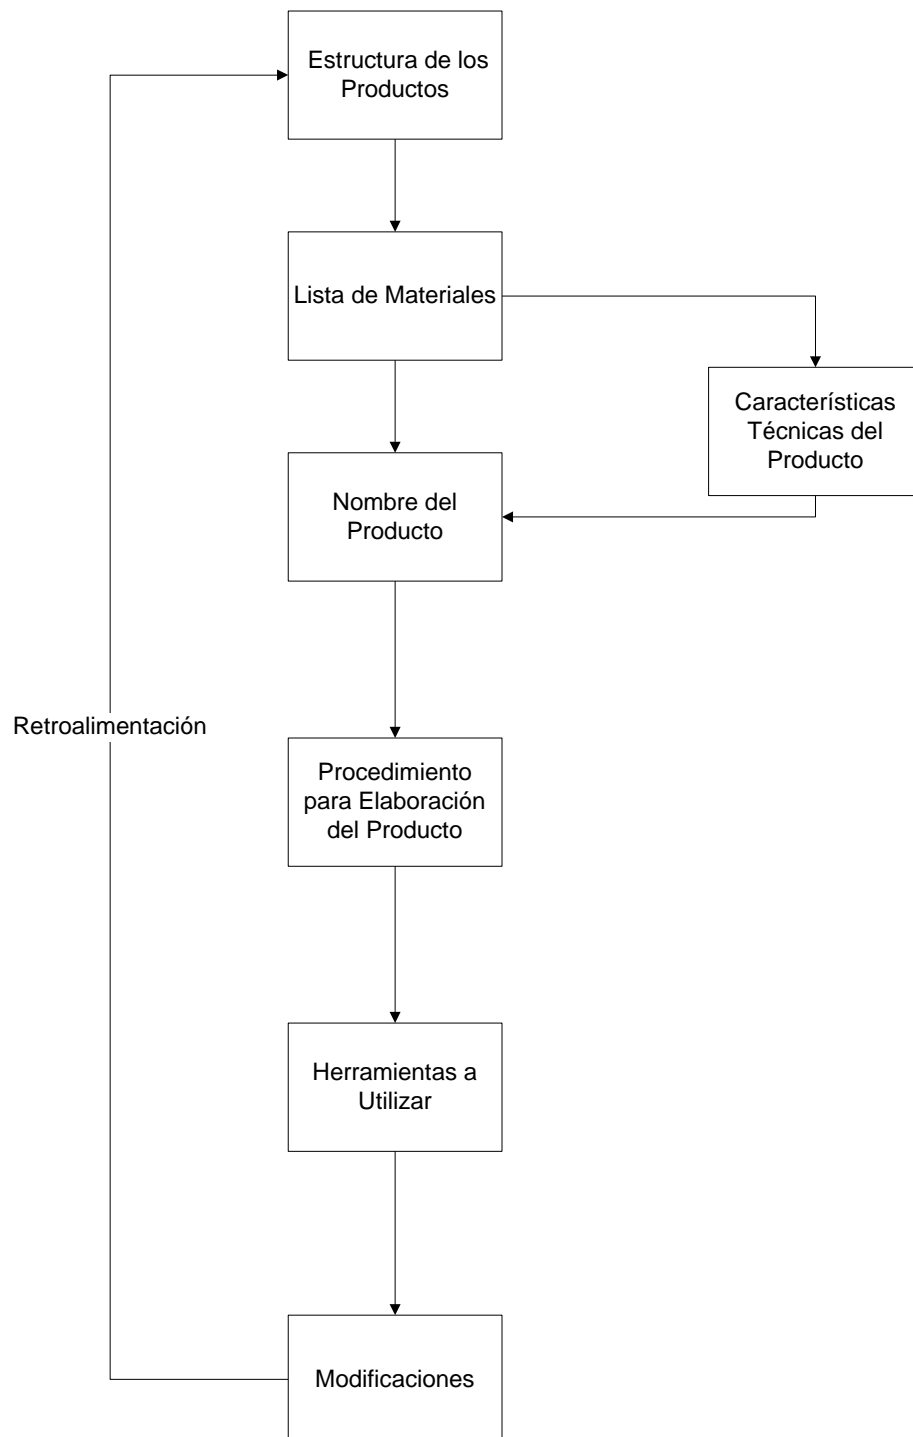 Estructura de los
Productos
Lista de Materiales
Características
Técnicas del
Producto
Nombre del
Producto
Retroalimentación
Procedimiento
para Elaboración
del Producto
Herramientas a
Utilizar
Modificaciones